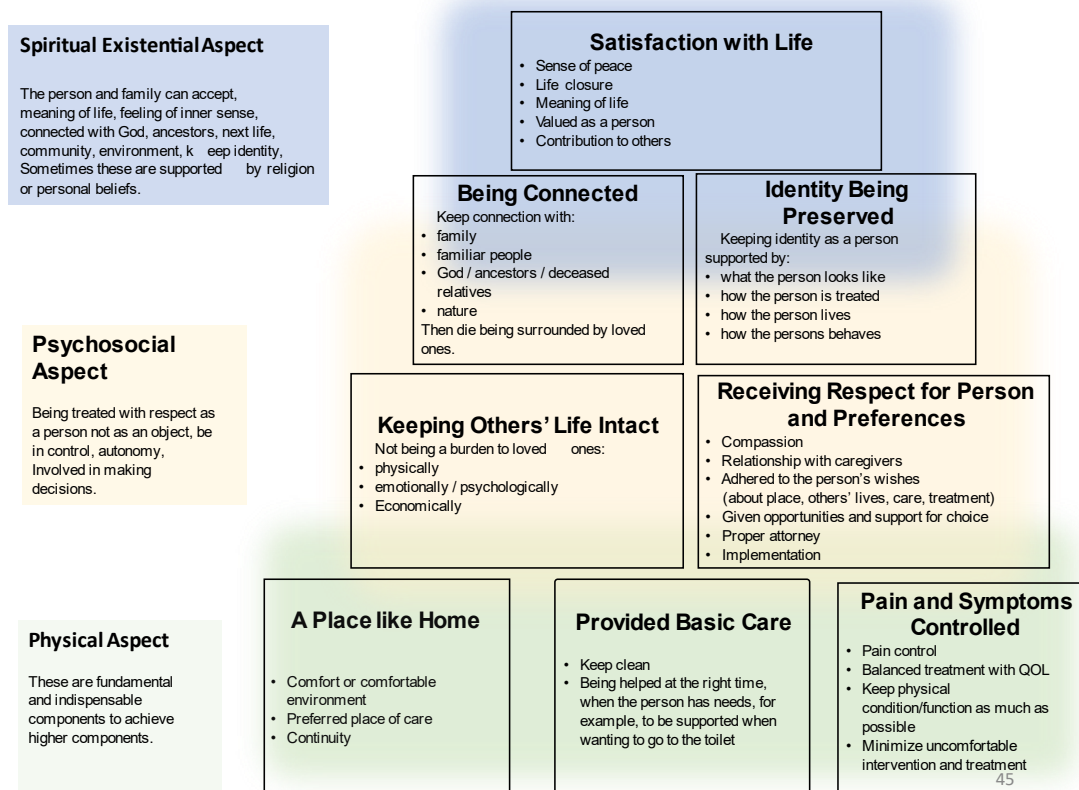 Spiritual Existential Aspect
The person and family can accept,
meaning of life, feeling of inner sense,
connected with God, ancestors, next life,
community, environment, k eep identity,
Sometimes these are supported by religion
or personal beliefs.
Satisfaction with Life
• Sense of peace
• Life closure
• Meaning of life
• Valued as a person
• Contribution to others
Being Connected
Keep connection with:
• family
• familiar people
• God / ancestors / deceased
relatives
• nature
Then die being surrounded by loved
ones.
Identity Being
Preserved
Keeping identity as a person
supported by:
• what the person looks like
• how the person is treated
• how the person lives
• how the persons behaves
Psychosocial
Aspect
Being treated with respect as
a person not as an object, be
in control, autonomy,
Involved in making
decisions.
Keeping Others' Life Intact
Not being a burden to loved ones:
• physically
• emotionally / psychologically
• Economically
Receiving Respect for Person
and Preferences
• Compassion
• Relationship with caregivers
• Adhered to the person's wishes
(about place, others' lives, care, treatment)
• Given opportunities and support for choice
• Proper attorney
• Implementation
Physical Aspect
These are fundamental
and indispensable
components to achieve
higher components.
A Place like Home
• Comfort or comfortable
environment
• Preferred place of care
• Continuity
Provided Basic Care
• Keep clean
• Being helped at the right time,
when the person has needs, for
example, to be supported when
wanting to go to the toilet
Pain and Symptoms
Controlled
• Pain control
• Balanced treatment with QOL
• Keep physical
condition/function as much as
possible
• Minimize uncomfortable
intervention and treatment
45